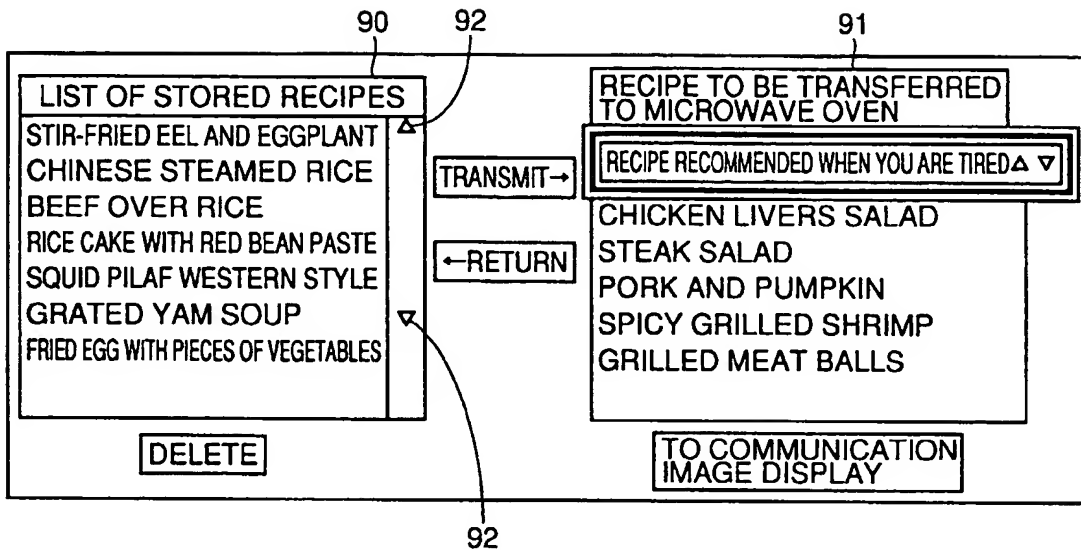 90
92
91
LIST OF STORED RECIPES
STIR-FRIED EEL AND EGGPLANT
CHINESE STEAMED RICE
BEEF OVER RICE
RICE CAKE WITH RED BEAN PASTE
SQUID PILAF WESTERN STYLE
GRATED YAM SOUP
FRIED EGG WITH PIECES OF VEGETABLES
DELETE
TRANSMIT→
←RETURN
RECIPE TO BE TRANSFERRED
TO MICROWAVE OVEN
RECIPE RECOMMENDED WHEN YOU ARE TIRED
CHICKEN LIVERS SALAD
STEAK SALAD
PORK AND PUMPKIN
SPICY GRILLED SHRIMP
GRILLED MEAT BALLS
TO COMMUNICATION
IMAGE DISPLAY
92